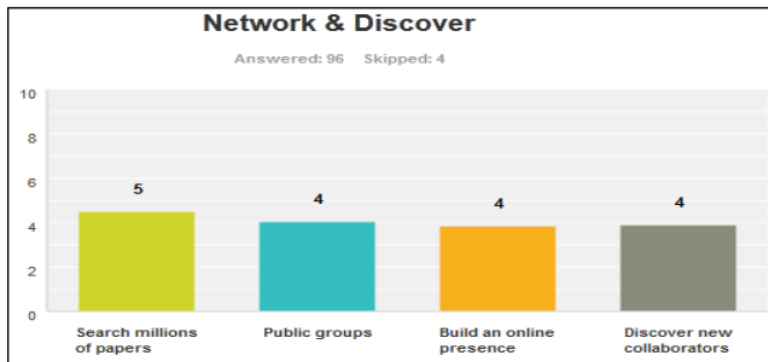 Network & Discover
Answered: 96 Skipped: 4
10
8
6
4
2
0
5
4
4
4
Search millions
of papers
Public groups
Build an online
presence
Discover new
collaborators